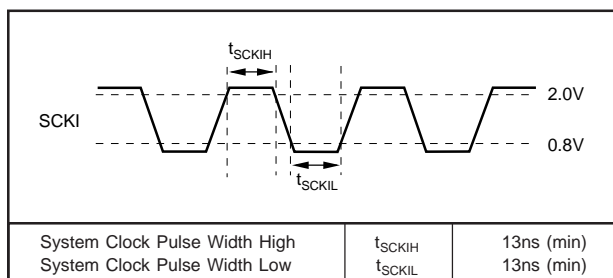 tSCKIH
2.0V
SCKI
0.8V
tSCKIL
System Clock Pulse Width High tSCKIH 13ns (min)
System Clock Pulse Width Low tSCKIL 13ns (min)